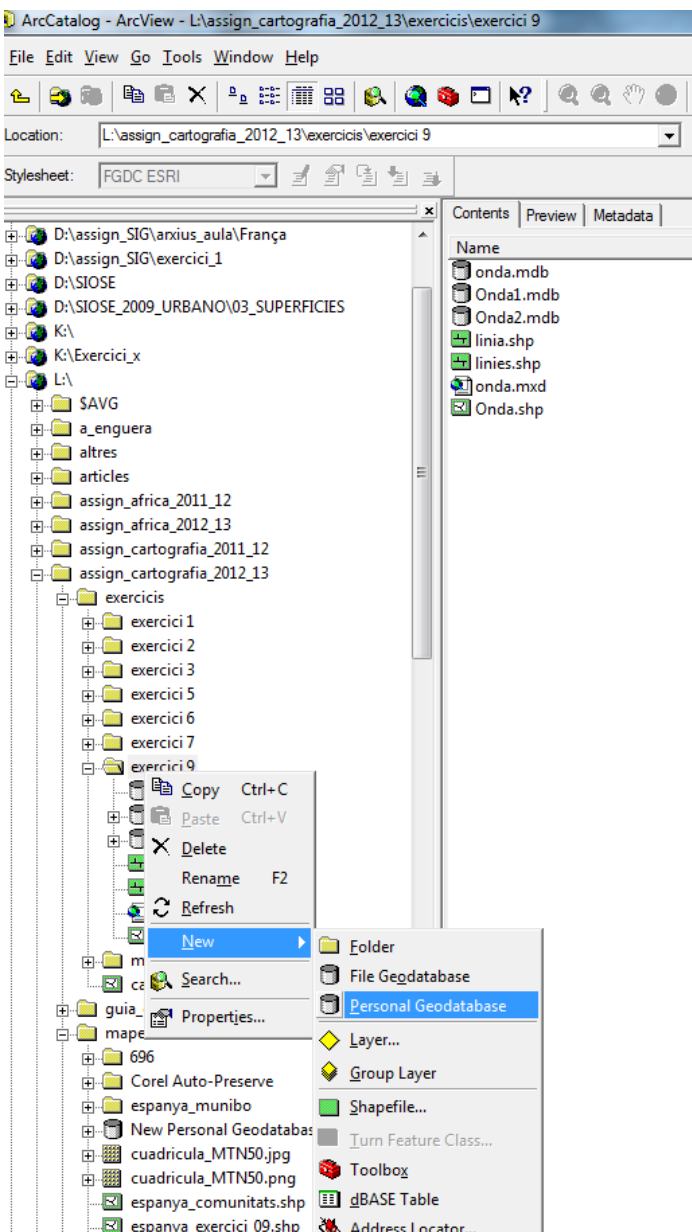 ArcCatalog - ArcView - L:\assign_cartografia_2012_13\exercicis\exercici 9
File Edit View Go Tools Window Help
Location: L:\assign_cartografia_2012_13\exercicis\exercici 9
Stylesheet: FGDC ESRI
Contents Preview Metadata
Name
onda.mdb
Onda1.mdb
Onda2.mdb
linia.shp
linies.shp
onda.mxd
Onda.shp
D:\assign_SIG\arxius_aula\França
D:\assign_SIG\exercici_1
D:\SIOSE
D:\SIOSE_2009_URBANO\03_SUPERFICIES
K:\
K:\Exercici_x
L:\
$AVG
a_enguera
altres
articles
assign_africa_2011_12
assign_africa_2012_13
assign_cartografia_2011_12
assign_cartografia_2012_13
exercicis
exercici 1
exercici 2
exercici 3
exercici 5
exercici 6
exercici 7
exercici 9
Copy Ctrl+C
Paste Ctrl+V
Delete
Rename F2
Refresh
New
Search...
Properties...
Folder
File Geodatabase
Personal Geodatabase
Layer...
Group Layer
Shapefile...
Turn Feature Class...
Toolbox
dBASE Table
Address Locator...
m
ca
guia_
mape
696
Corel Auto-Preserve
espanya_munibo
New Personal Geodatabas
cuadricula_MTN50.jpg
cuadricula_MTN50.png
espanya_comunitats.shp
espanya_exercici_09.shp